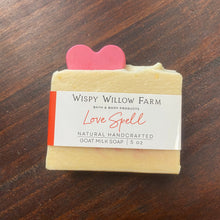 WISPY WILLOW FARM
BATH & BODY PRODUCTS
Love Spell
NATURAL HANDCRAFTED
GOAT MILK SOAP | 5 oz